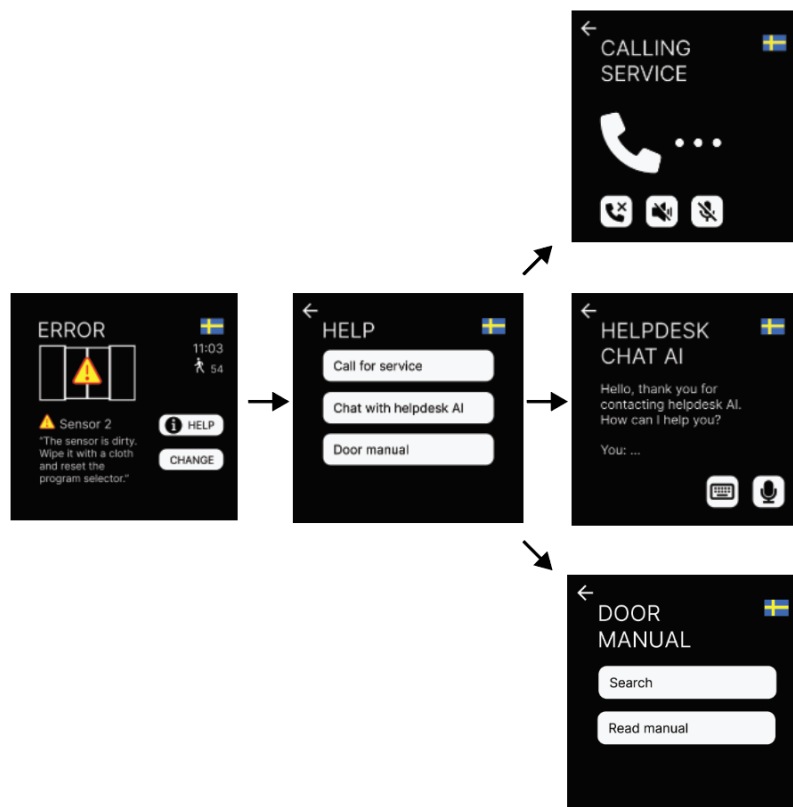 CALLING
SERVICE
ERROR
11:03
54
Sensor 2
"The sensor is dirty.
Wipe it with a cloth
and reset the
program selector."
HELP
CHANGE
HELP
Call for service
Chat with helpdesk AI
Door manual
HELPDESK
CHAT AI
Hello, thank you for
contacting helpdesk AI.
How can I help you?
You: ...
DOOR
MANUAL
Search
Read manual